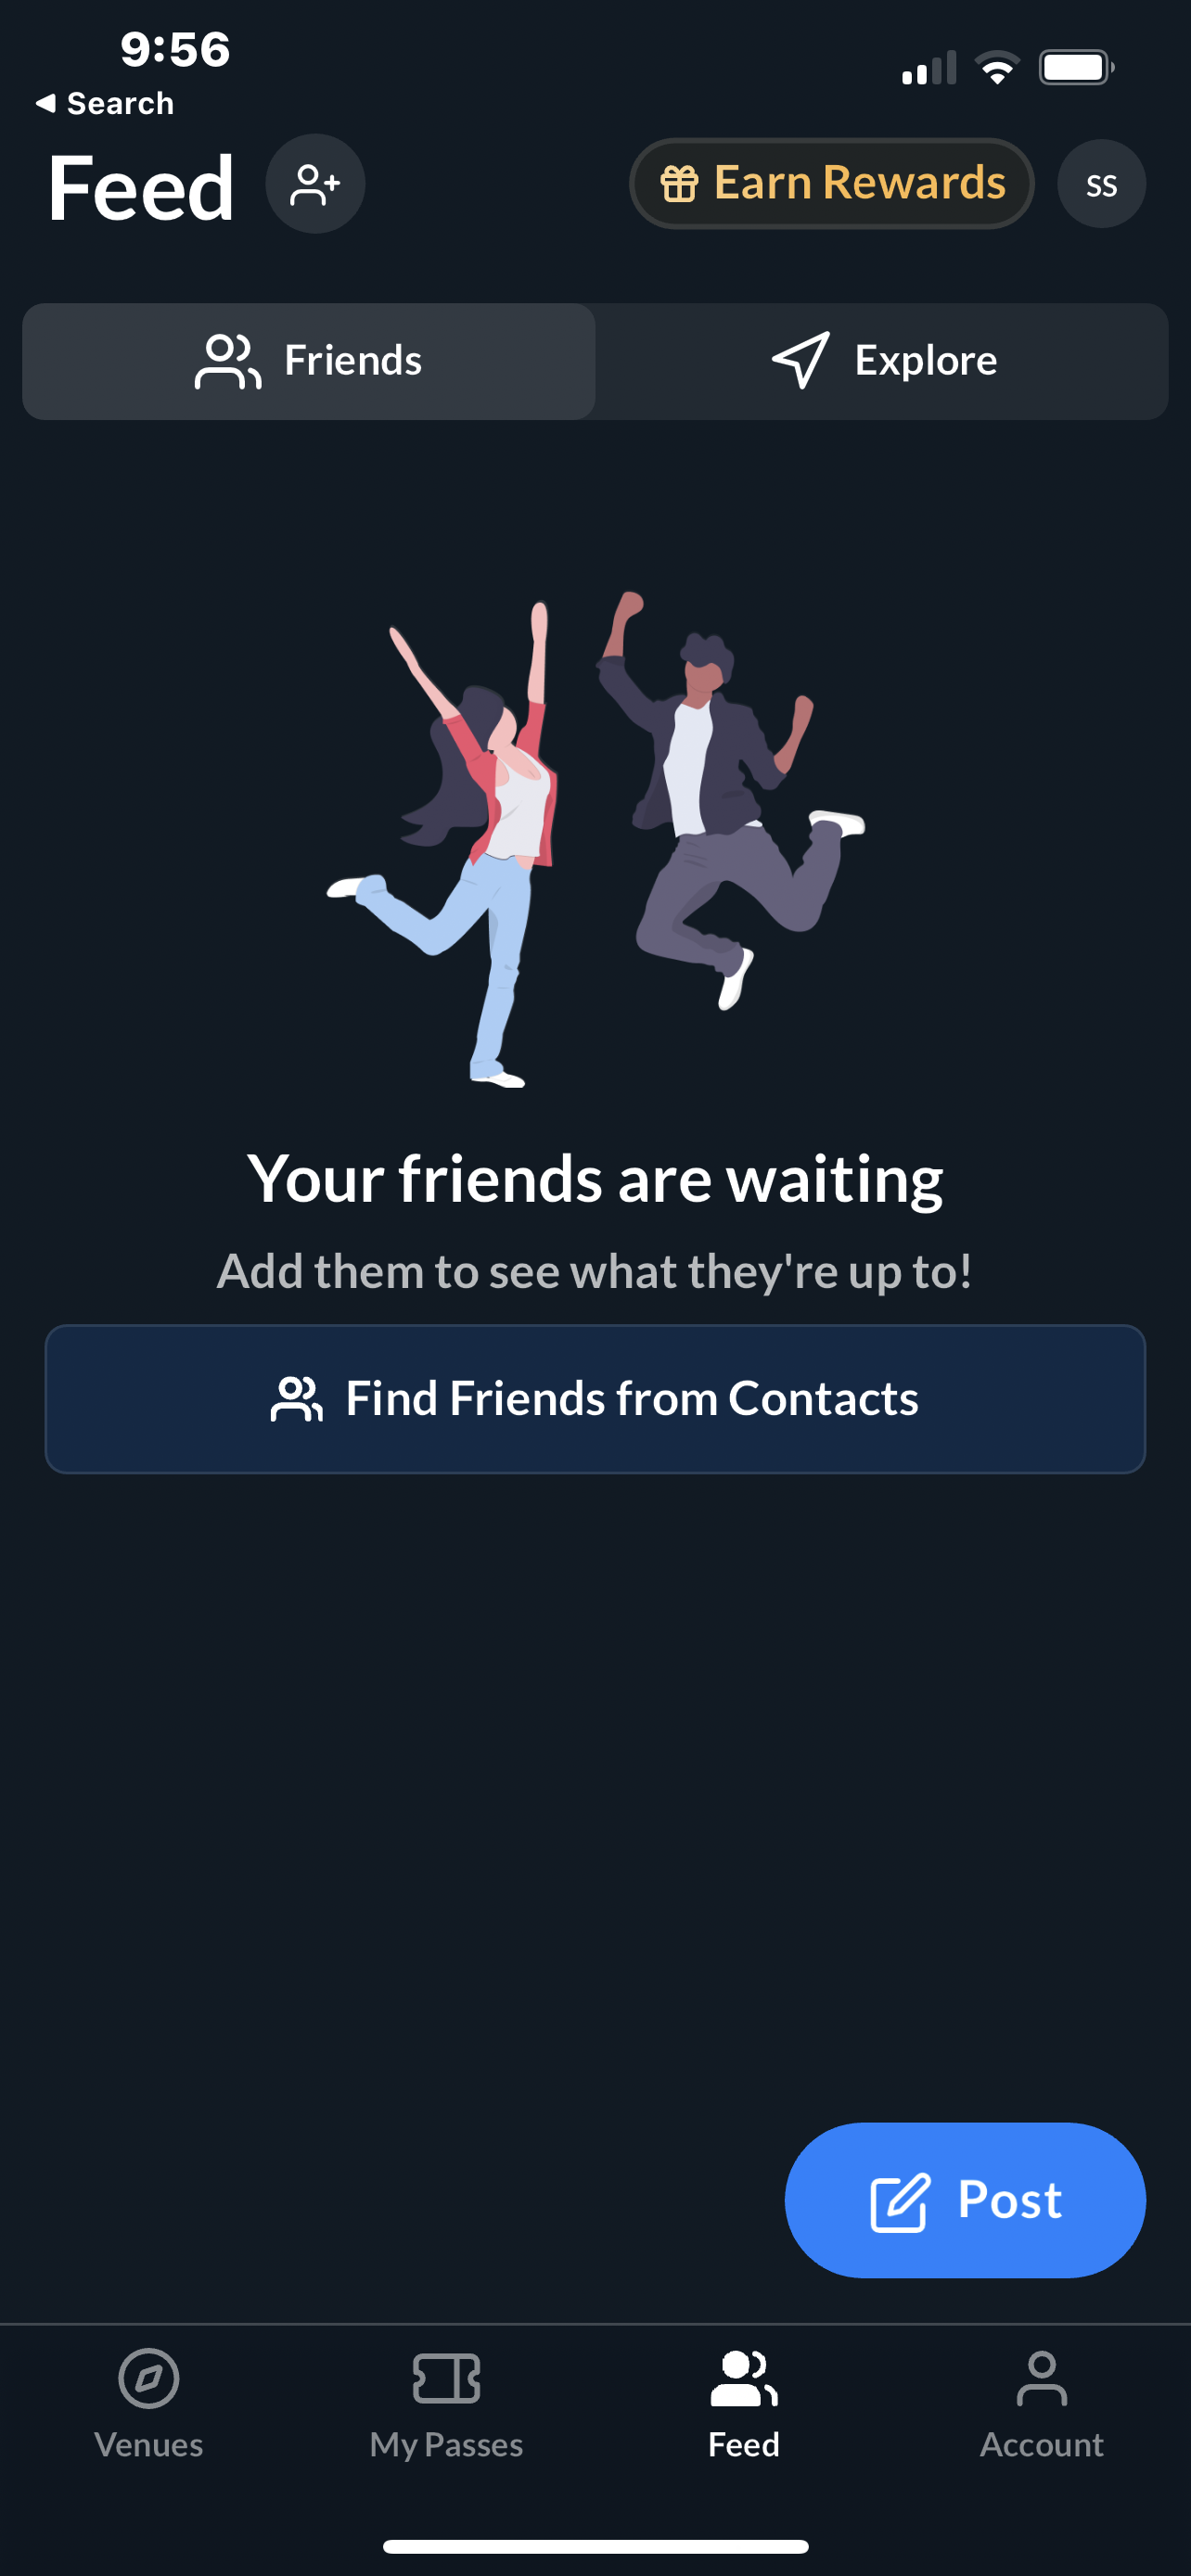 9:56
Search
Feed
Earn Rewards
SS
Friends
Explore
Your friends are waiting
Add them to see what they're up to!
Find Friends from Contacts
Post
Venues
My Passes
Feed
Account